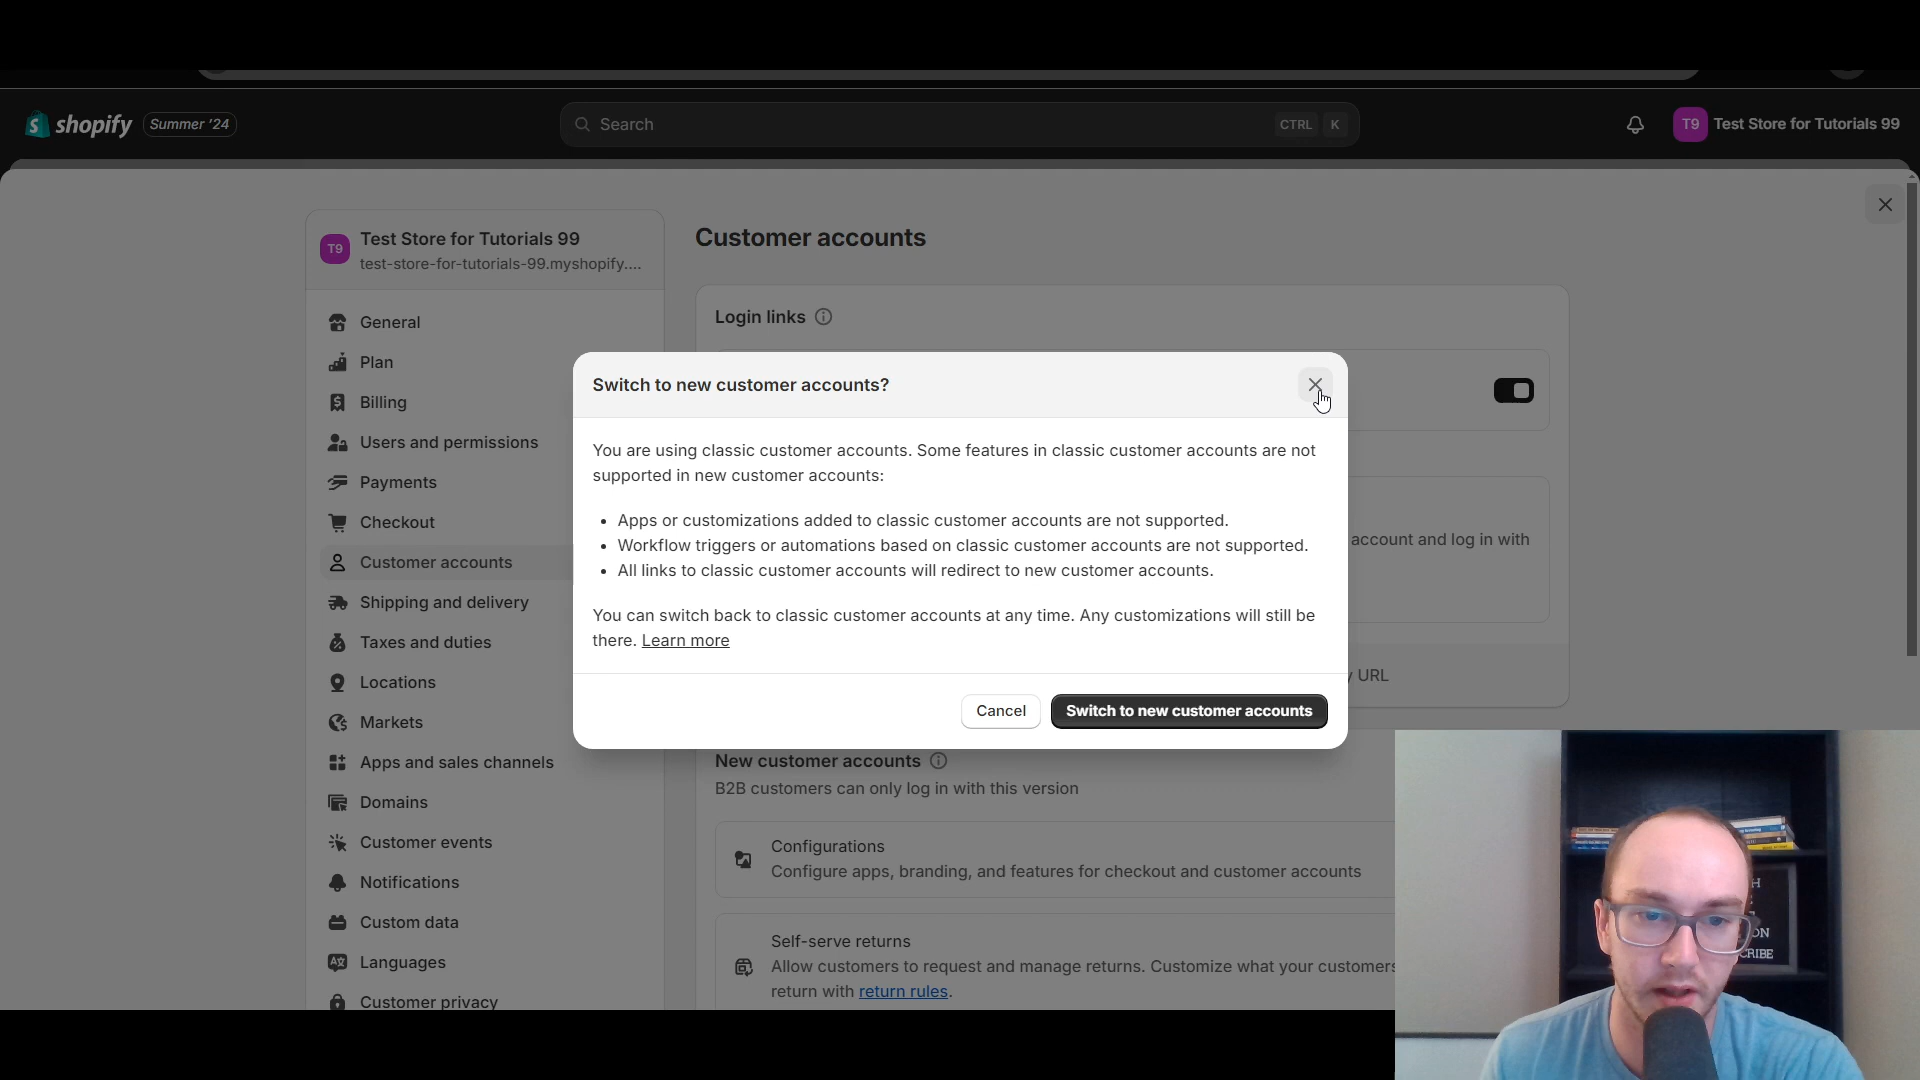 shopify
Summer '24
Search
CTRL K
T9 Test Store for Tutorials 99
T9
Test Store for Tutorials 99
test-store-for-tutorials-99.myshopify....
General
Plan
Billing
Users and permissions
Payments
Checkout
Customer accounts
Shipping and delivery
Taxes and duties
Locations
Markets
Apps and sales channels
Domains
Customer events
Notifications
Custom data
Languages
Customer privacy
Customer accounts
Login links
account and log in with
URL
Switch to new customer accounts?
You are using classic customer accounts. Some features in classic customer accounts are not
supported in new customer accounts:
• Apps or customizations added to classic customer accounts are not supported.
• Workflow triggers or automations based on classic customer accounts are not supported.
• All links to classic customer accounts will redirect to new customer accounts.
You can switch back to classic customer accounts at any time. Any customizations will still be
there. Learn more
Cancel
Switch to new customer accounts
New customer accounts
B2B customers can only log in with this version
Configurations
Configure apps, branding, and features for checkout and customer accounts
Self-serve returns
Allow customers to request and manage returns. Customize what your customers
return with return rules.